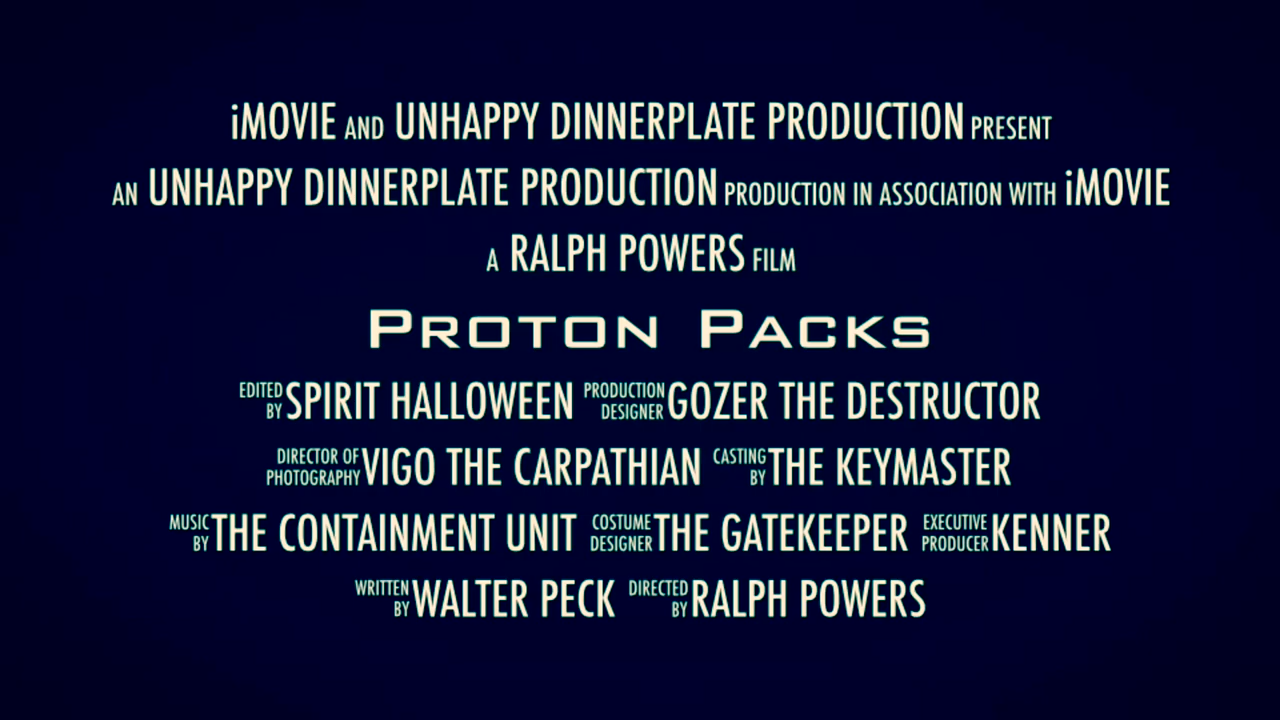 iMOVIE AND UNHAPPY DINNERPLATE PRODUCTION PRESENT
AN UNHAPPY DINNERPLATE PRODUCTION PRODUCTION IN ASSOCIATION WITH iMOVIE
A RALPH POWERS FILM
PROTON PACKS
EDITED BY SPIRIT HALLOWEEN PRODUCTION DESIGNER GOZER THE DESTRUCTOR
DIRECTOR OF PHOTOGRAPHY VIGO THE CARPATHIAN CASTING BY THE KEYMASTER
MUSIC BY THE CONTAINMENT UNIT COSTUME DESIGNER THE GATEKEEPER EXECUTIVE PRODUCER KENNER
WRITTEN BY WALTER PECK DIRECTED BY RALPH POWERS